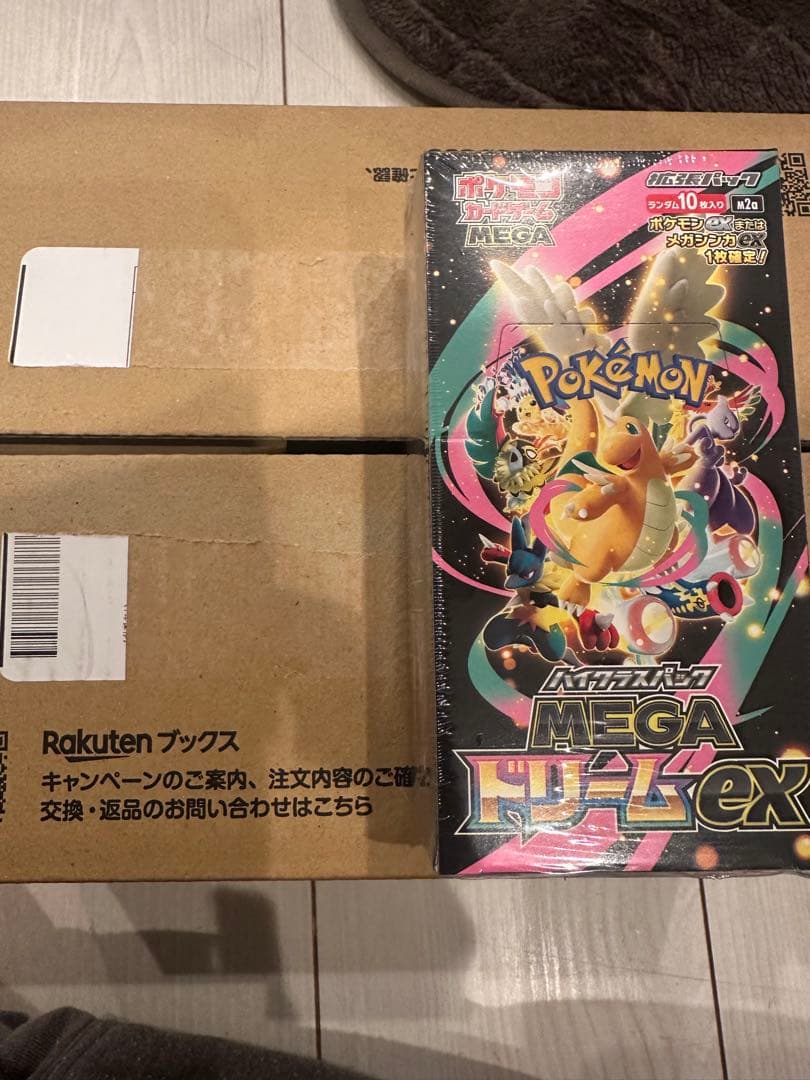 ご確認、
ポケモン
カードゲーム
MEGA
拡張パック
ランダム10枚入り
M2a
ポケモンexまたは
メガシンカex
1枚確定!
POKéMON
ハイクラスパック
MEGA
ドリームex
Rakuten ブックス
キャンペーンのご案内、注文内容のご確
交換・返品のお問い合わせはこちら